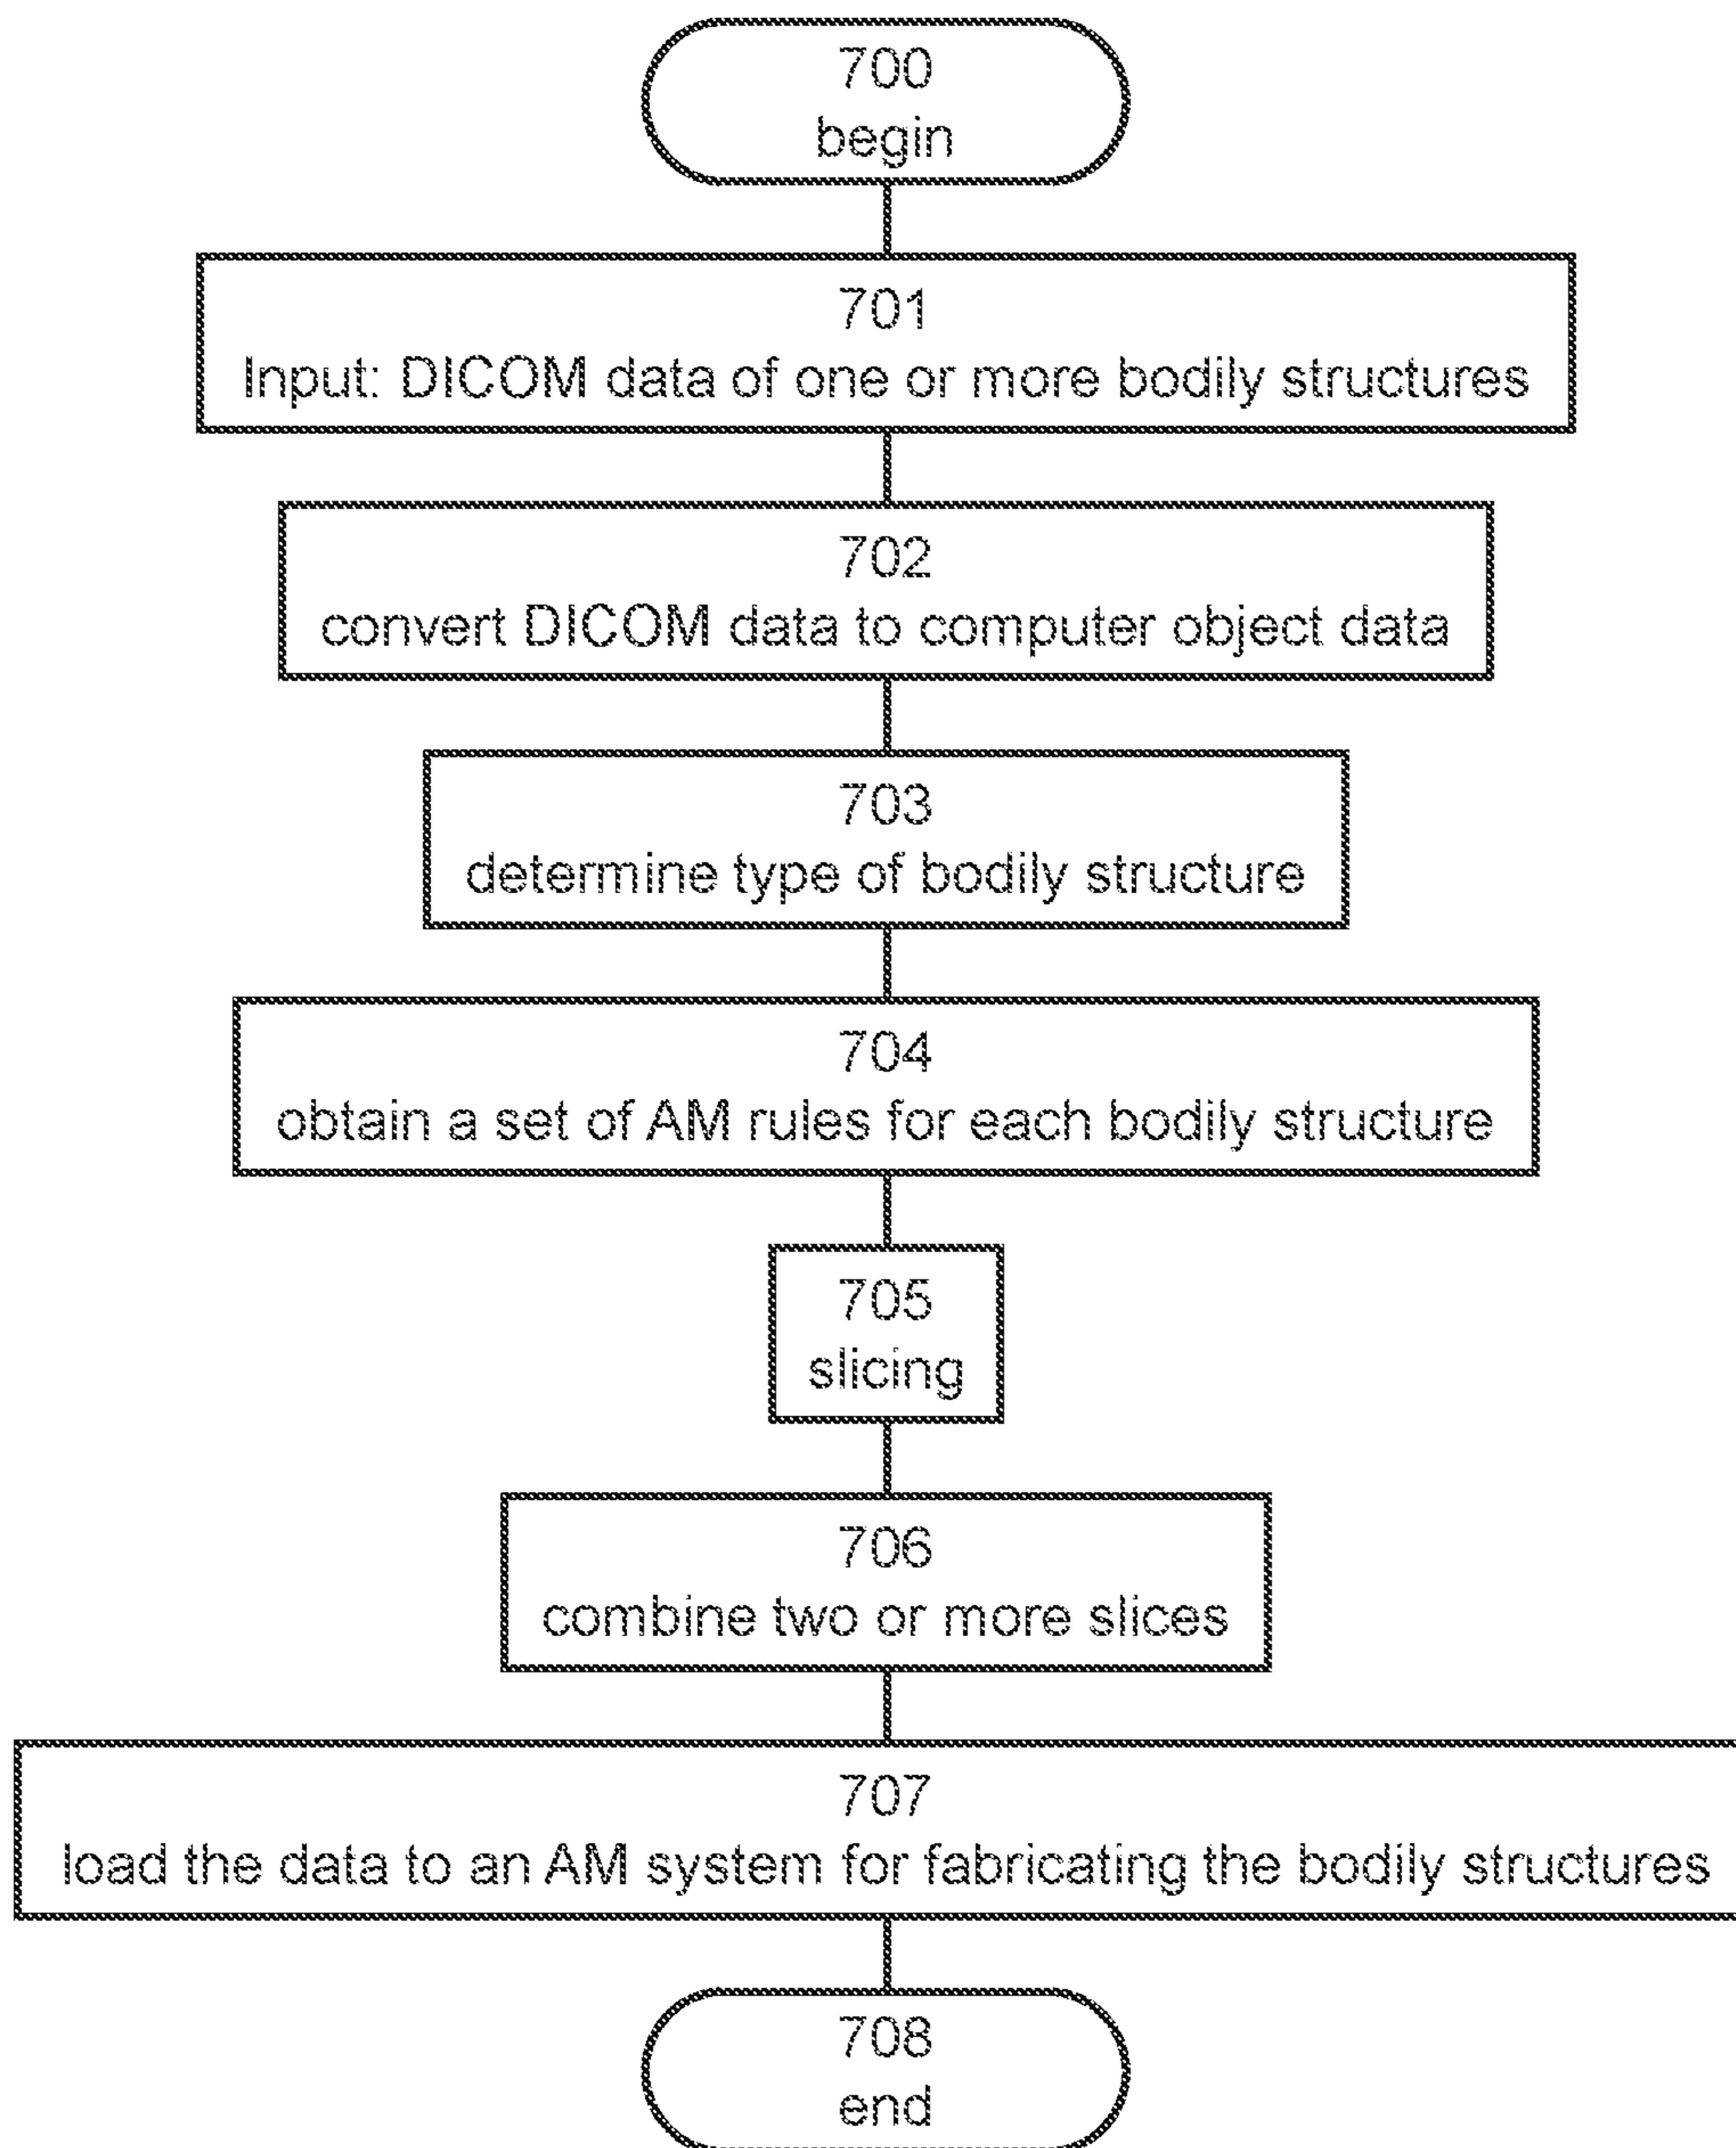 700
begin
701
Input: DICOM data of one or more bodily structures
702
convert DICOM data to computer object data
703
determine type of bodily structure
704
obtain a set of AM rules for each bodily structure
705
slicing
706
combine two or more slices
707
load the data to an AM system for fabricating the bodily structures
708
end